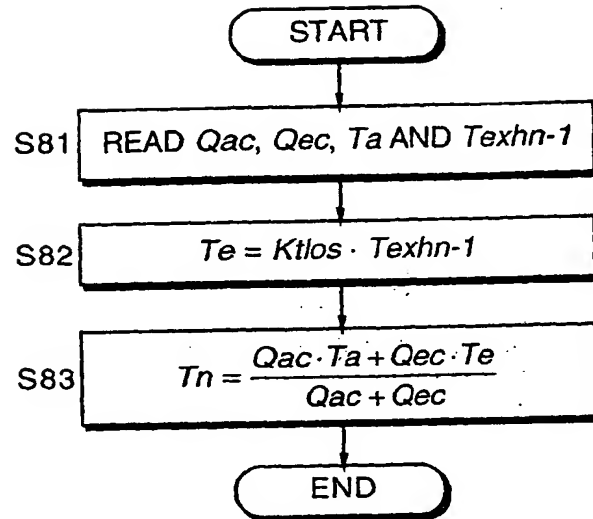 START
S81 READ Qac, Qec, Ta AND Texhn-1
S82 Te = Ktlos · Texhn-1
S83 Tn = Qac·Ta+Qec·Te / Qac+Qec
END